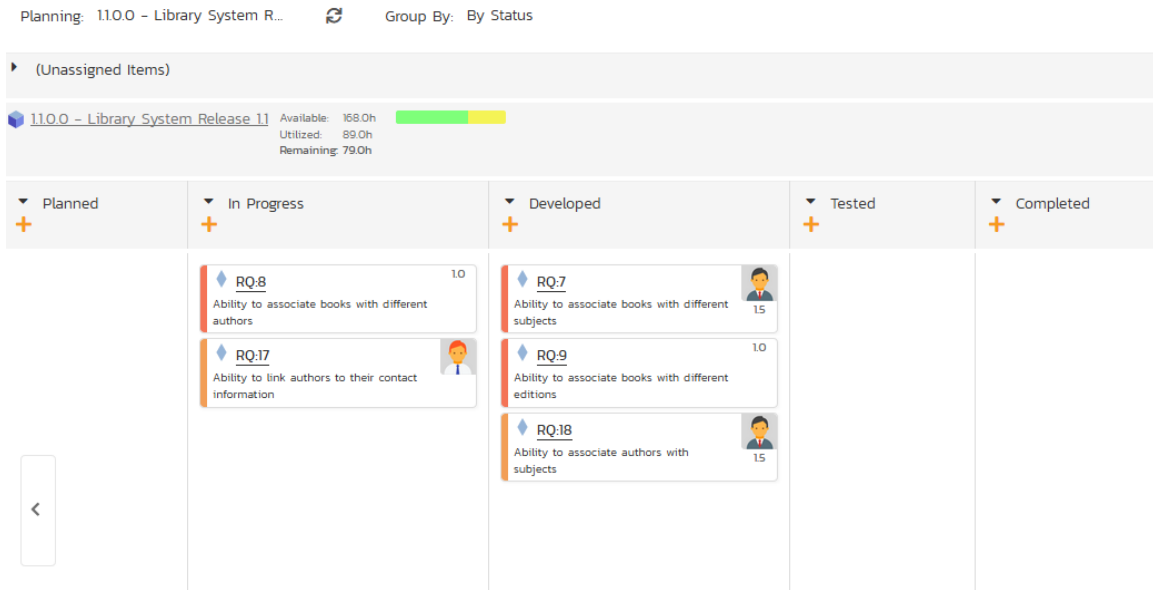 Planning: 1.1.0.0 - Library System R... Group By: By Status
(Unassigned Items)
1.1.0.0 - Library System Release 1.1 Available: 168.0h
Utilized: 89.0h
Remaining: 79.0h
Planned In Progress Developed Tested Completed
RQ:8 1.0
Ability to associate books with different
authors
RQ:17
Ability to link authors to their contact
information
RQ:7
Ability to associate books with different
subjects
1.5
RQ:9 1.0
Ability to associate books with different
editions
RQ:18
Ability to associate authors with
subjects
1.5